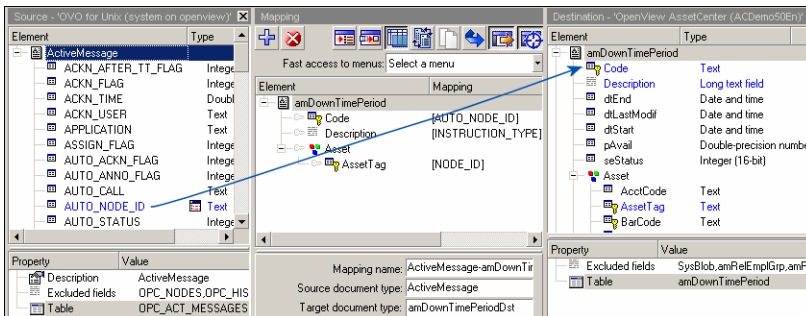 Source - 'OVO for Unix (system on openview)'
Element Type
ActiveMessage
ACKN_AFTER_TT_FLAG Intege
ACKN_FLAG Intege
ACKN_TIME Doubl
ACKN_USER Text
APPLICATION Text
ASSIGN_FLAG Intege
AUTO_ACKN_FLAG Intege
AUTO_ANNO_FLAG Intege
AUTO_CALL Text
AUTO_NODE_ID Text
AUTO_STATUS Intege
Property Value
Description ActiveMessage
Excluded fields OPC_NODES,OPC_HIS
Table OPC_ACT_MESSAGES
Mapping
Fast access to menus: Select a menu
Element Mapping
amDownTimePeriod
Code [AUTO_NODE_ID]
Description [INSTRUCTION_TYPE]
Asset
AssetTag [NODE_ID]
Mapping name: ActiveMessage-amDownTir
Source document type: ActiveMessage
Target document type: amDownTimePeriodDst
Destination - 'OpenView AssetCenter (ACDemo50En)'
Element Type
amDownTimePeriod
Code Text
Description Long text field
dtEnd Date and time
dtLastModif Date and time
dtStart Date and time
pAvail Double-precision numbe
seStatus Integer (16-bit)
Asset
AcctCode Text
AssetTag Text
BarCode Text
Property Value
Excluded fields SysBlob,amRelEmplGrp,amF
Table amDownTimePeriod